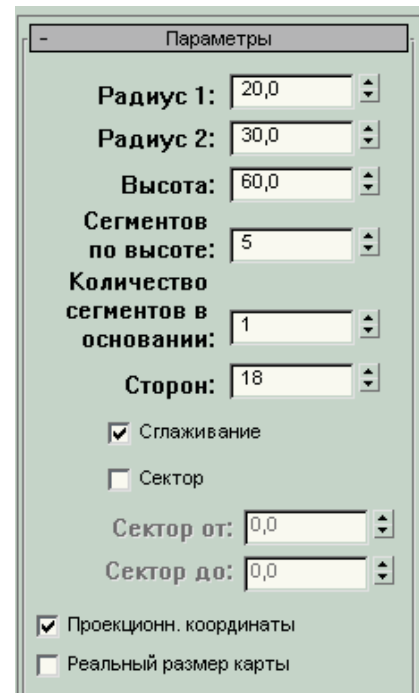 - Параметры
Радиус 1: 20,0
Радиус 2: 30,0
Высота: 60,0
Сегментов
по высоте: 5
Количество
сегментов в
основании: 1
Сторон: 18
Сглаживание
Сектор
Сектор от: 0,0
Сектор до: 0,0
Проекционн. координаты
Реальный размер карты